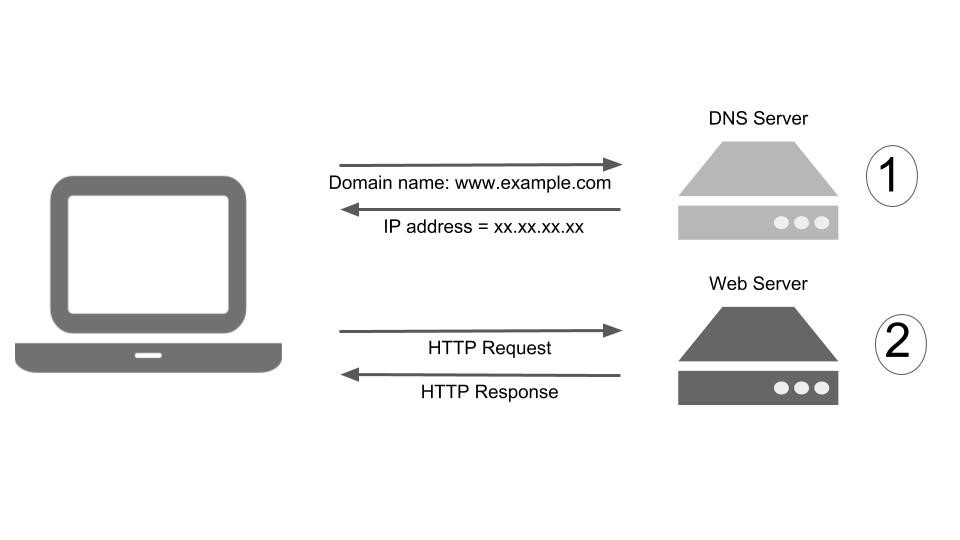 DNS Server
1
Domain name: www.example.com
IP address = xx.xx.xx.xx
Web Server
2
HTTP Request
HTTP Response